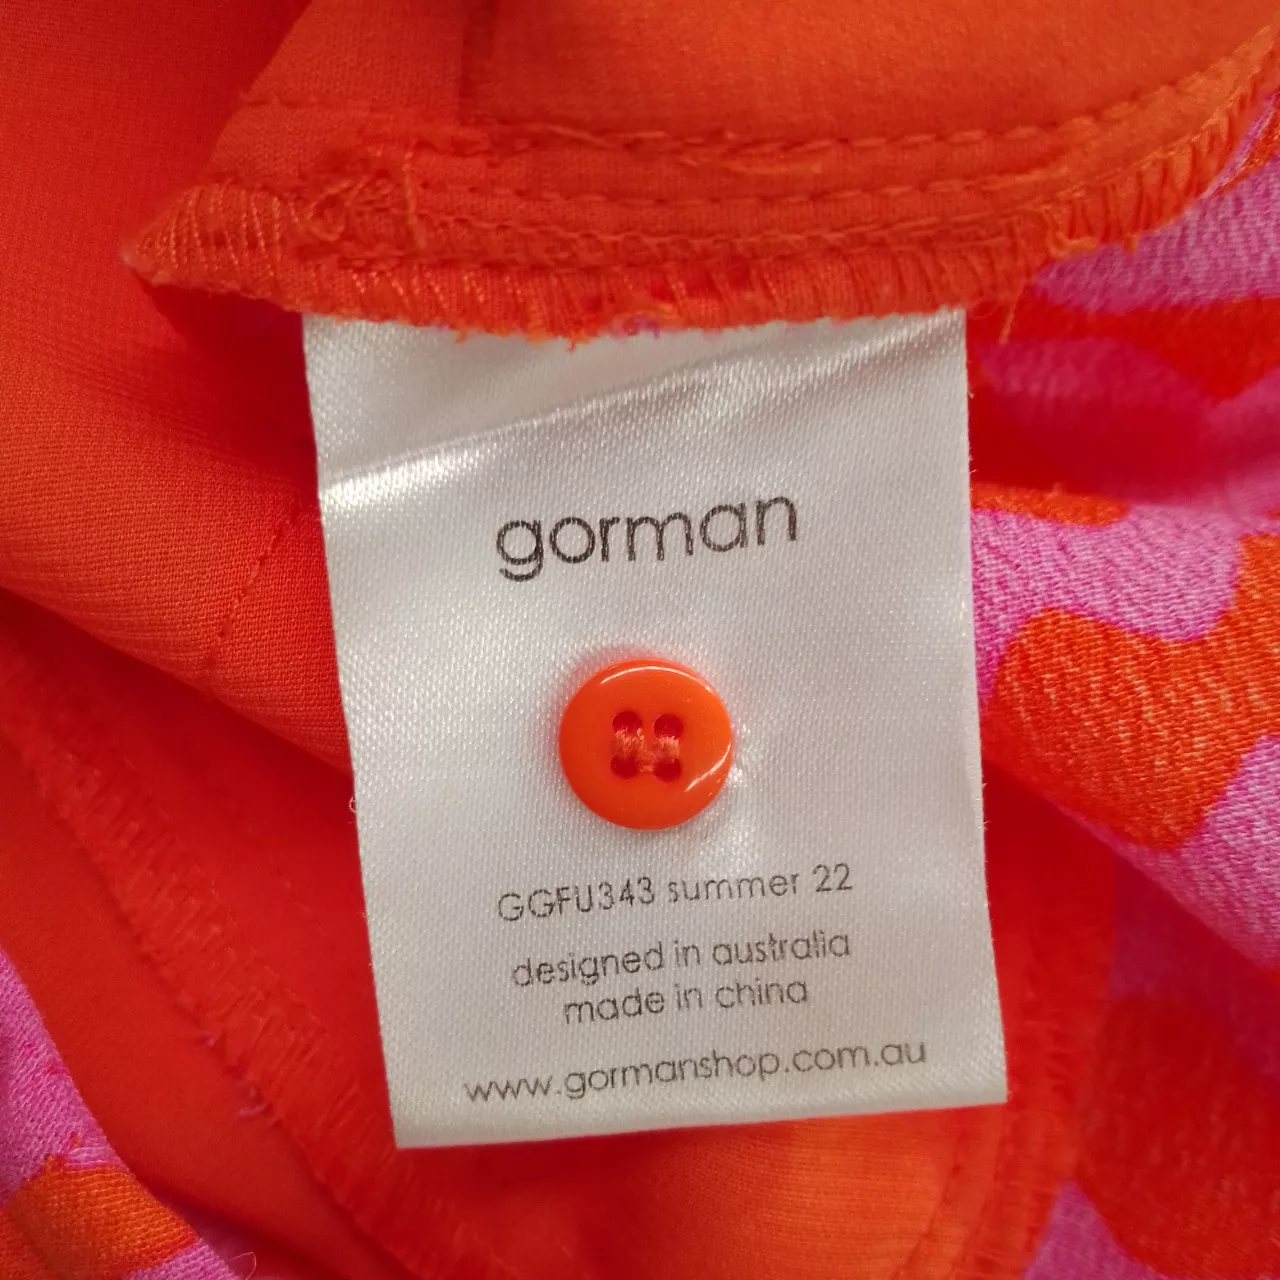 gorman
GGFU343 summer 22
designed in australia
made in china
www.gormanshop.com.au